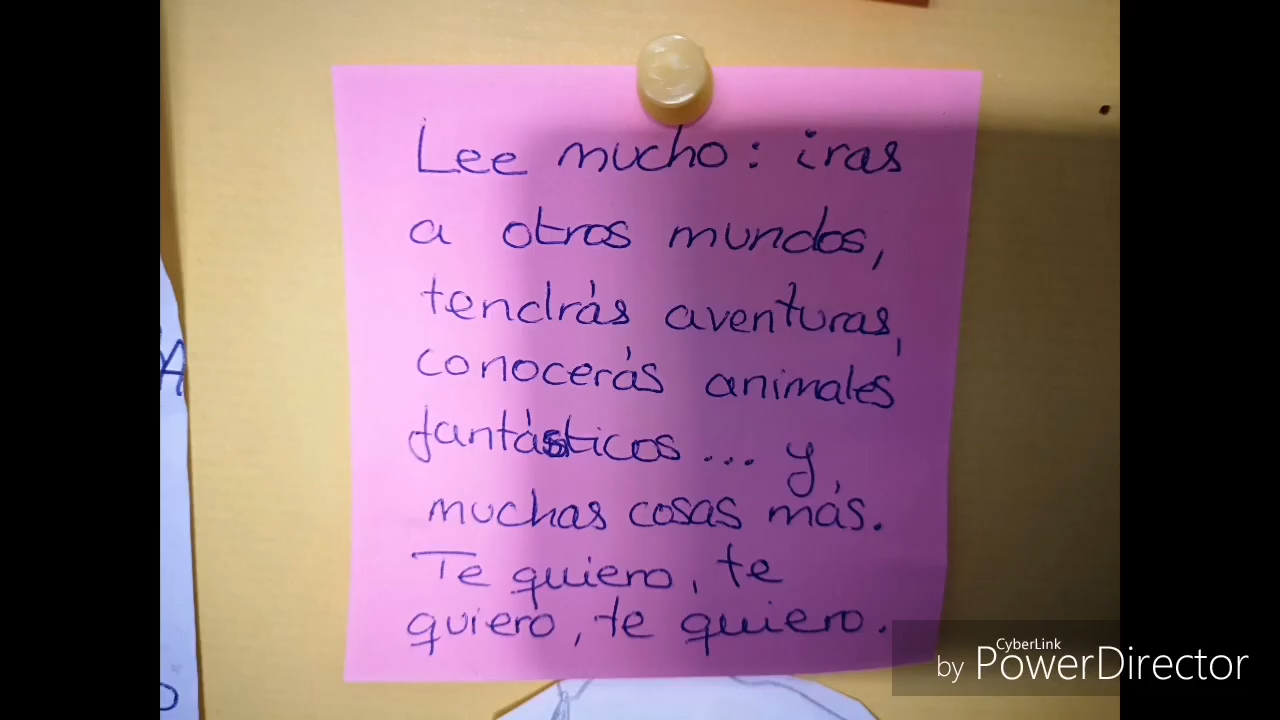 Lee mucho: iras
a otros mundos,
tendrás aventuras,
conocerás animales
fantásticos... y
muchas cosas más.
Te quiero, te
quiero, te quiero.
A
O
CyberLink
by PowerDirector